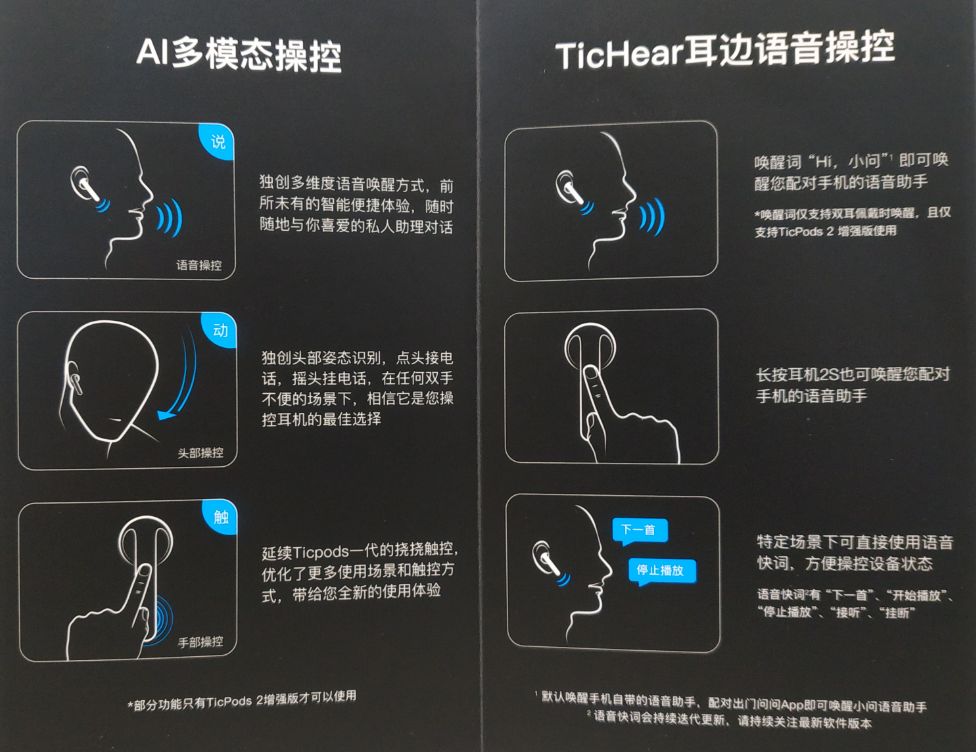 AI多模态操控
说
语音操控
独创多维度语音唤醒方式，前
所未有的智能便捷体验，随时
随地与你喜爱的私人助理对话
动
头部操控
独创头部姿态识别，点头接电
话，摇头挂电话，在任何双手
不便的场景下，相信它是您操
控耳机的最佳选择
触
手部操控
延续Ticpods一代的挠挠触控，
优化了更多使用场景和触控方
式，带给您全新的使用体验
*部分功能只有TicPods 2增强版才可以使用
TicHear耳边语音操控
唤醒词“Hi，小问”¹ 即可唤
醒您配对手机的语音助手
*唤醒词仅支持双耳佩戴时唤醒，且仅
支持TicPods 2 增强版使用
长按耳机2S也可唤醒您配对
手机的语音助手
下一首
停止播放
特定场景下可直接使用语音
快词，方便操控设备状态
语音快词²有“下一首”、“开始播放”、
“停止播放”、“接听”、“挂断”
¹ 默认唤醒手机自带的语音助手，配对出门问问App即可唤醒小问语音助手
² 语音快词会持续迭代更新，请持续关注最新软件版本